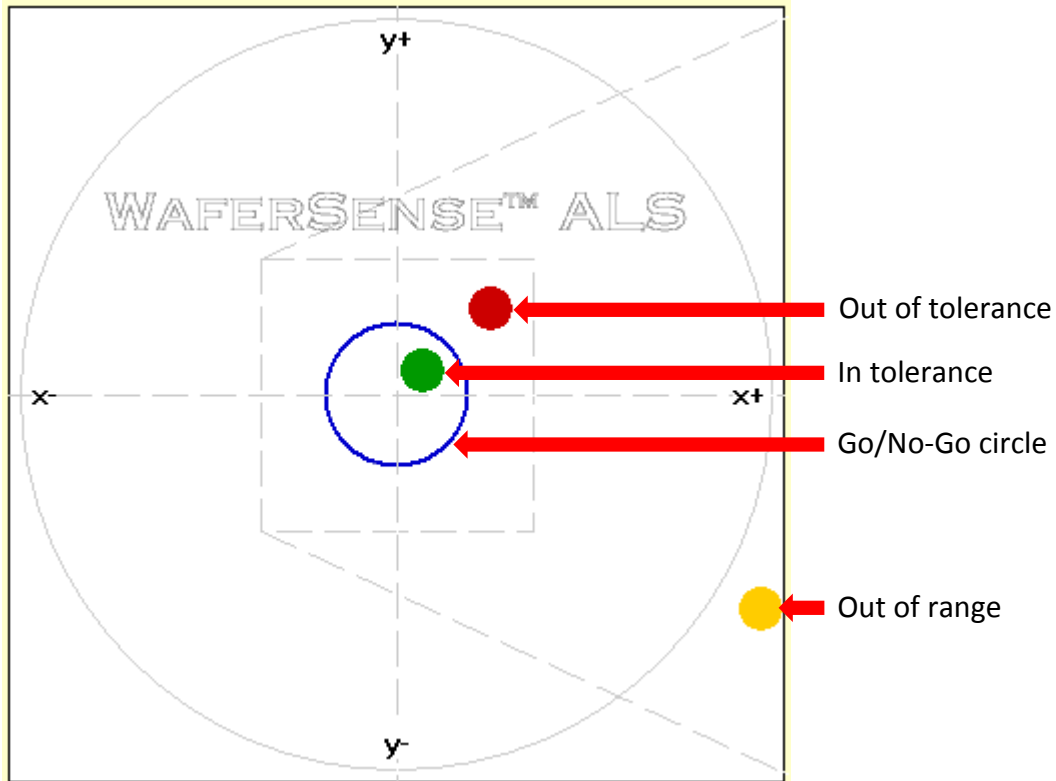 y+
WAFERSENSE™ ALS
Out of tolerance
In tolerance
x-
x+
Go/No-Go circle
Out of range
y-